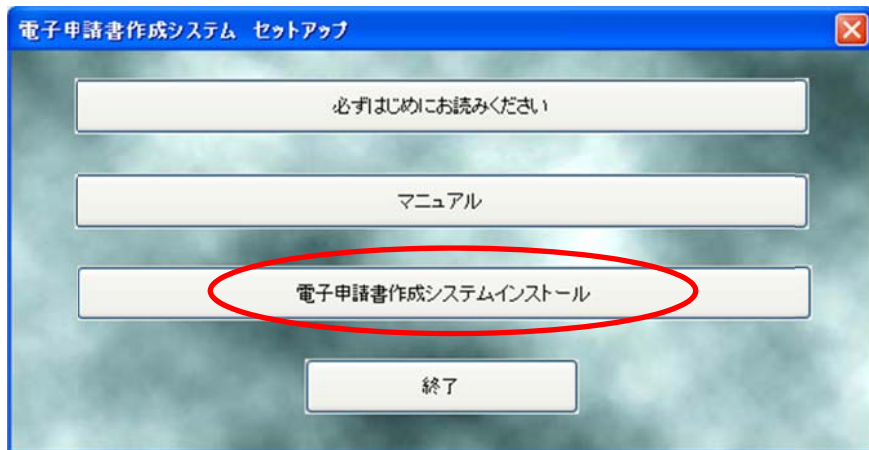 電子申請書作成システム セットアップ
必ずはじめにお読みください
マニュアル
電子申請書作成システムインストール
終了